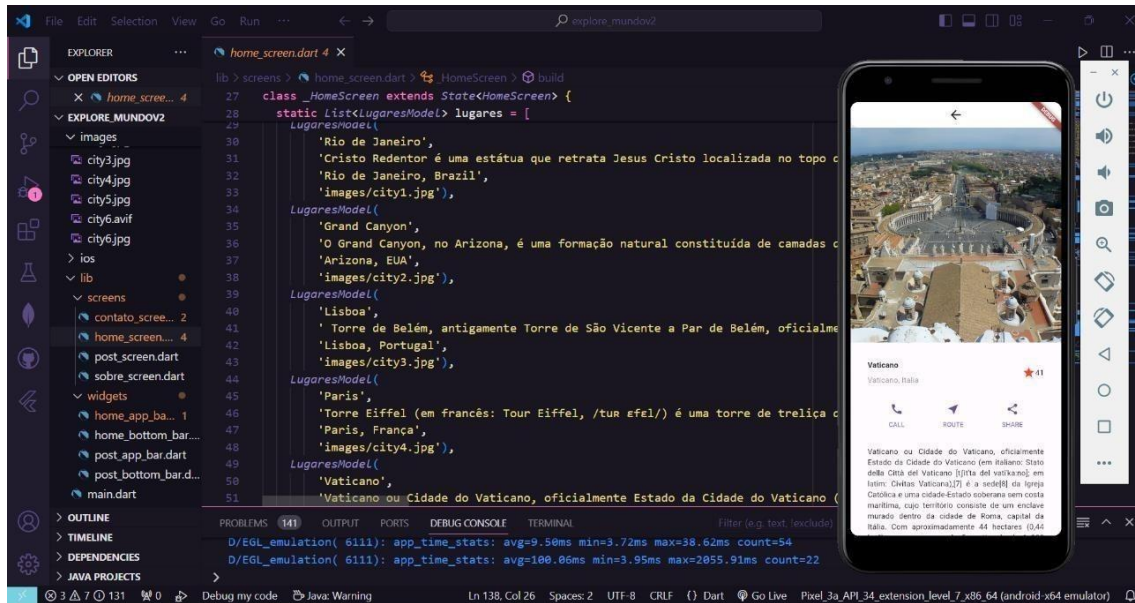 File Edit Selection View Go Run ··· explore_mundov2
EXPLORER ···
OPEN EDITORS
home_scree... 4
EXPLORE_MUNDOV2
images
city3.jpg
city4.jpg
city5.jpg
city6.avif
city6.jpg
ios
lib
screens
contato_scree... 2
home_screen.... 4
post_screen.dart
sobre_screen.dart
widgets
home_app_ba... 1
home_bottom_bar....
post_app_bar.dart
post_bottom_bar.d...
main.dart
OUTLINE
TIMELINE
DEPENDENCIES
JAVA PROJECTS
1
home_screen.dart 4
lib > screens > home_screen.dart > _HomeScreen > build
27 class _HomeScreen extends State<HomeScreen> {
28 static List<LugaresModel> lugares = [
29 LugaresModel(
30 'Rio de Janeiro',
31 'Cristo Redentor é uma estátua que retrata Jesus Cristo localizada no topo
32 'Rio de Janeiro, Brazil',
33 'images/city1.jpg'),
34 LugaresModel(
35 'Grand Canyon',
36 'O Grand Canyon, no Arizona, é uma formação natural constituída de camadas
37 'Arizona, EUA',
38 'images/city2.jpg'),
39 LugaresModel(
40 'Lisboa',
41 ' Torre de Belém, antigamente Torre de São Vicente a Par de Belém, oficialme
42 'Lisboa, Portugal',
43 'images/city3.jpg'),
44 LugaresModel(
45 'Paris',
46 'Torre Eiffel (em francês: Tour Eiffel, /tuʀ ɛfɛl/) é uma torre de treliça
47 'Paris, França',
48 'images/city4.jpg'),
49 LugaresModel(
50 'Vaticano',
51 'Vaticano ou Cidade do Vaticano, oficialmente Estado da Cidade do Vaticano (
PROBLEMS 141 OUTPUT PORTS DEBUG CONSOLE TERMINAL Filter (e.g. text, !exclude)
D/EGL_emulation( 6111): app_time_stats: avg=9.50ms min=3.72ms max=38.62ms count=54
D/EGL_emulation( 6111): app_time_stats: avg=100.06ms min=3.95ms max=2055.91ms count=22
>
DEBUG
Vaticano
Vaticano, Italia
41
CALL ROUTE SHARE
Vaticano ou Cidade do Vaticano, oficialmente
Estado da Cidade do Vaticano (em italiano: Stato
della Città del Vaticano [tʃitˈta del vatiˈkaːno]; em
latim: Civitas Vaticana),[7] é a sede[8] da Igreja
Católica e uma cidade-Estado soberana sem costa
marítima, cujo território consiste de um enclave
murado dentro da cidade de Roma, capital da
Itália. Com aproximadamente 44 hectares (0,44
3 7 131 0 Debug my code Java: Warning Ln 138, Col 26 Spaces: 2 UTF-8 CRLF {} Dart Go Live Pixel_3a_API_34_extension_level_7_x86_64 (android-x64 emulator)